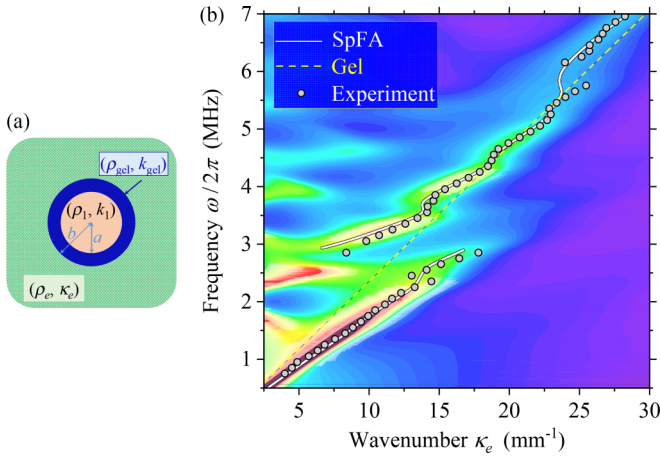 (a)
(ρgel, kgel)
(ρ1, k1)
b
a
(ρe, κe)
(b)
Frequency ω/2π (MHz)
7
6
5
4
3
2
1
SpFA
Gel
Experiment
5 10 15 20 25 30
Wavenumber κe (mm⁻¹)